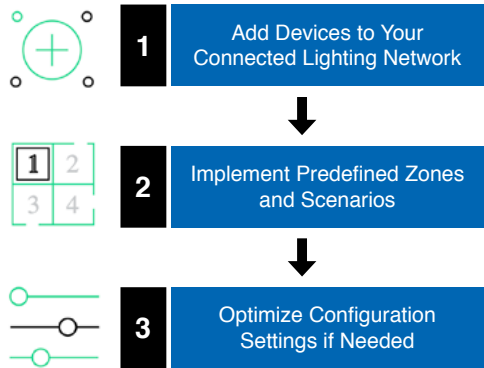 1
Add Devices to Your
Connected Lighting Network
1 2
3 4
2
Implement Predefined Zones
and Scenarios
3
Optimize Configuration
Settings if Needed